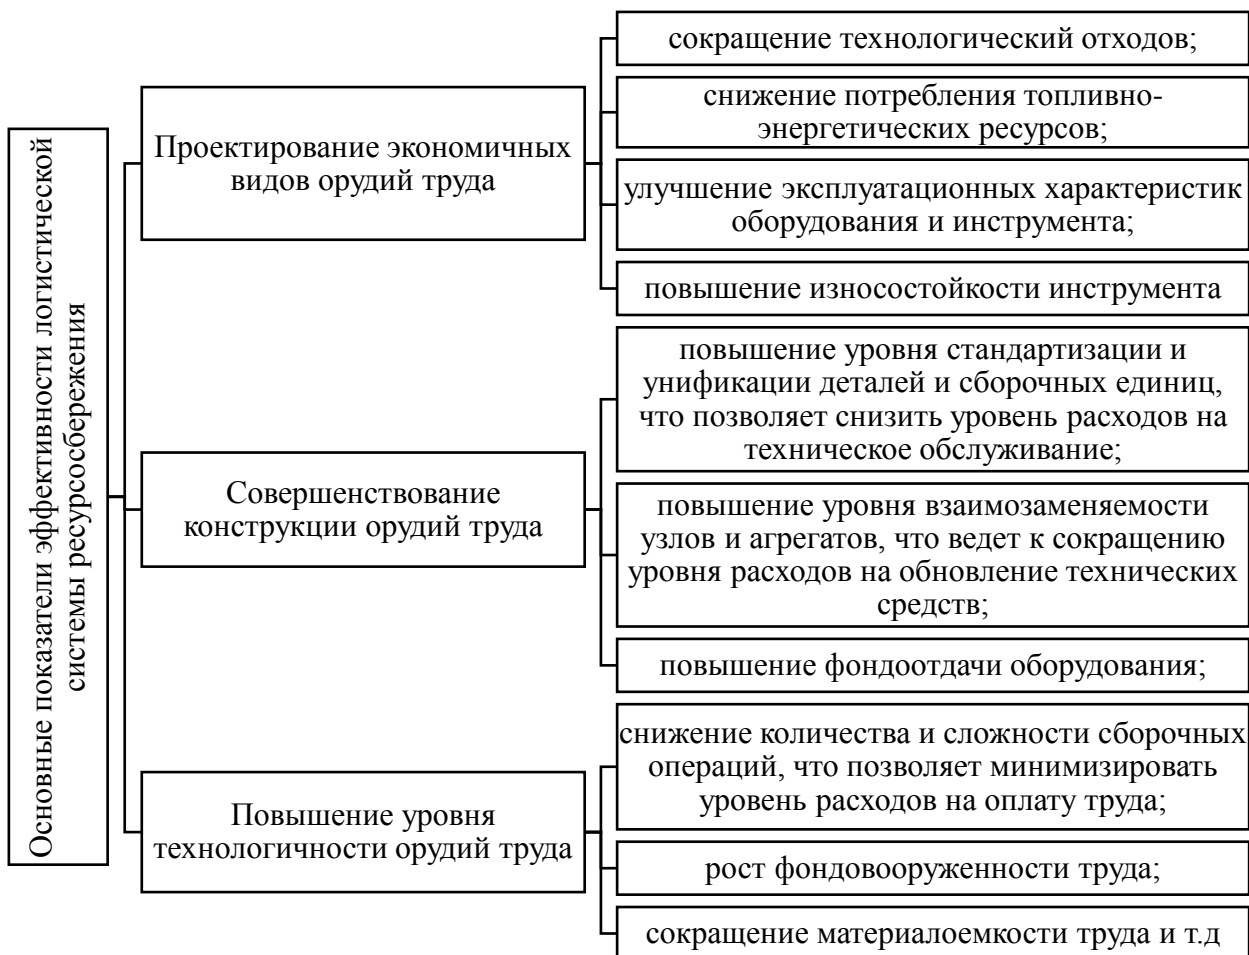 Основные показатели эффективности логистической
системы ресурсосбережения
Проектирование экономичных
видов орудий труда
сокращение технологический отходов;
снижение потребления топливно-
энергетических ресурсов;
улучшение эксплуатационных характеристик
оборудования и инструмента;
повышение износостойкости инструмента
Совершенствование
конструкции орудий труда
повышение уровня стандартизации и
унификации деталей и сборочных единиц,
что позволяет снизить уровень расходов на
техническое обслуживание;
повышение уровня взаимозаменяемости
узлов и агрегатов, что ведет к сокращению
уровня расходов на обновление технических
средств;
повышение фондоотдачи оборудования;
Повышение уровня
технологичности орудий труда
снижение количества и сложности сборочных
операций, что позволяет минимизировать
уровень расходов на оплату труда;
рост фондовооруженности труда;
сокращение материалоемкости труда и т.д